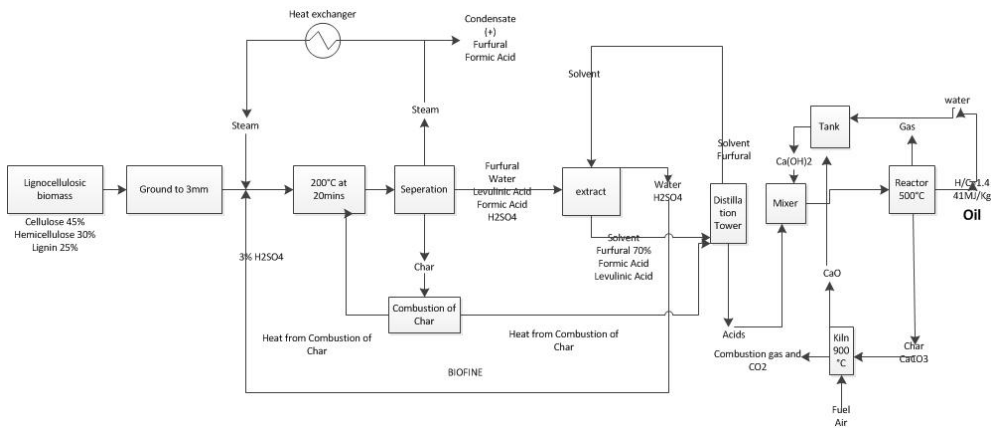 Heat exchanger
Condensate
(+)
Furfural
Formic Acid
Steam
Steam
Solvent
Lignocellulosic
biomass
Cellulose 45%
Hemicellulose 30%
Lignin 25%
Ground to 3mm
3% H2SO4
200°C at
20mins
Seperation
Furfural
Water
Levulinic Acid
Formic Acid
H2SO4
extract
Water
H2SO4
Solvent
Furfural 70%
Formic Acid
Levulinic Acid
Solvent
Furfural
Distilla
tion
Tower
Char
Combustion of
Char
Heat from Combustion of
Char
Heat from Combustion of
Char
BIOFINE
Acids
Tank
Ca(OH)2
Mixer
water
Gas
Reactor
500°C
H/C=1.4
41MJ/Kg
Oil
CaO
Kiln
900
°C
Char
CaCO3
Combustion gas and
CO2
Fuel
Air